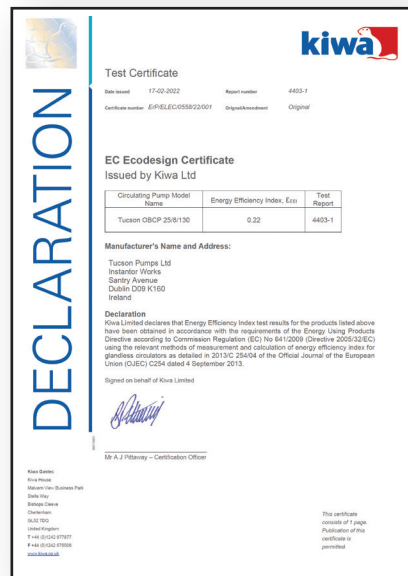 kiwa
DECLARATION
Test Certificate
Date issued 17-02-2022 Report number 4403-1
Certificate number ErP/ELEC/0558/22/001 Original/Amendment Original
EC Ecodesign Certificate
Issued by Kiwa Ltd
Circulating Pump Model Name Energy Efficiency Index, εEEI Test Report
Tucson OBCP 25/8/130 0.22 4403-1
Manufacturer's Name and Address:
Tucson Pumps Ltd
Instantor Works
Santry Avenue
Dublin D09 K160
Ireland
Declaration
Kiwa Limited declares that Energy Efficiency Index test results for the products listed above
have been obtained in accordance with the requirements of the Energy Using Products
Directive according to Commission Regulation (EC) No 641/2009 (Directive 2005/32/EC)
using the relevant methods of measurement and calculation of energy efficiency index for
glandless circulators as detailed in 2013/C 254/04 of the Official Journal of the European
Union (OJEC) C254 dated 4 September 2013.
Signed on behalf of Kiwa Limited
Mr A J Pittaway – Certification Officer
Kiwa Gastec
Kiwa House
Malvern View Business Park
Stella Way
Bishops Cleeve
Cheltenham
GL52 7DQ
United Kingdom
T +44 (0)1242 677877
F +44 (0)1242 676506
www.kiwa.co.uk
This certificate
consists of 1 page.
Publication of this
certificate is
permitted.